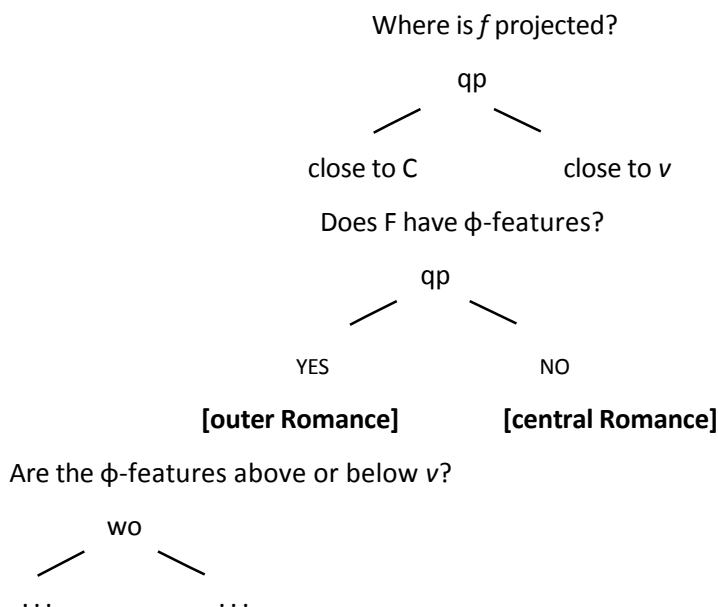 Where is f projected?
qp
close to C close to v
Does F have ϕ-features?
qp
YES NO
[outer Romance] [central Romance]
Are the ϕ-features above or below v?
wo
… …